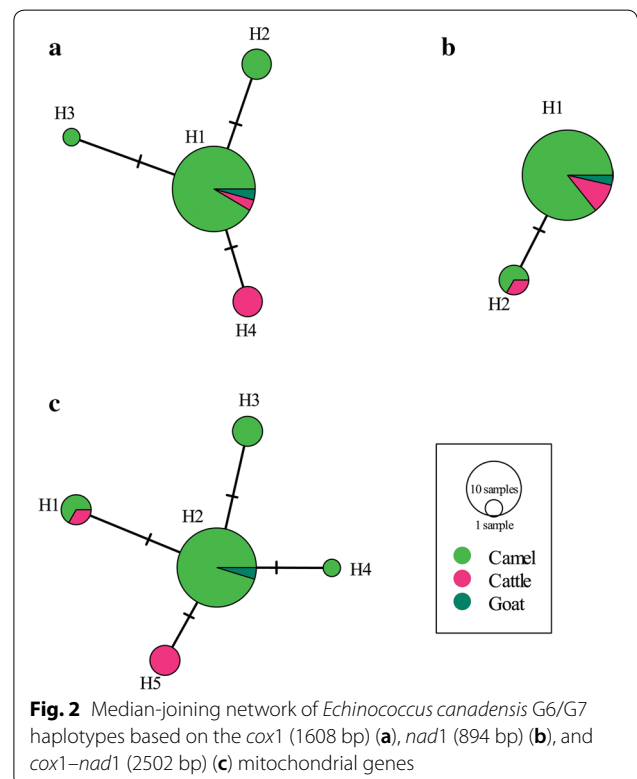 a
H2
H3
H1
H4
b
H1
H2
c
H3
H1
H2
H4
H5
10 samples
1 sample
Camel
Cattle
Goat
Fig. 2 Median-joining network of Echinococcus canadensis G6/G7
haplotypes based on the cox1 (1608 bp) (a), nad1 (894 bp) (b), and
cox1–nad1 (2502 bp) (c) mitochondrial genes